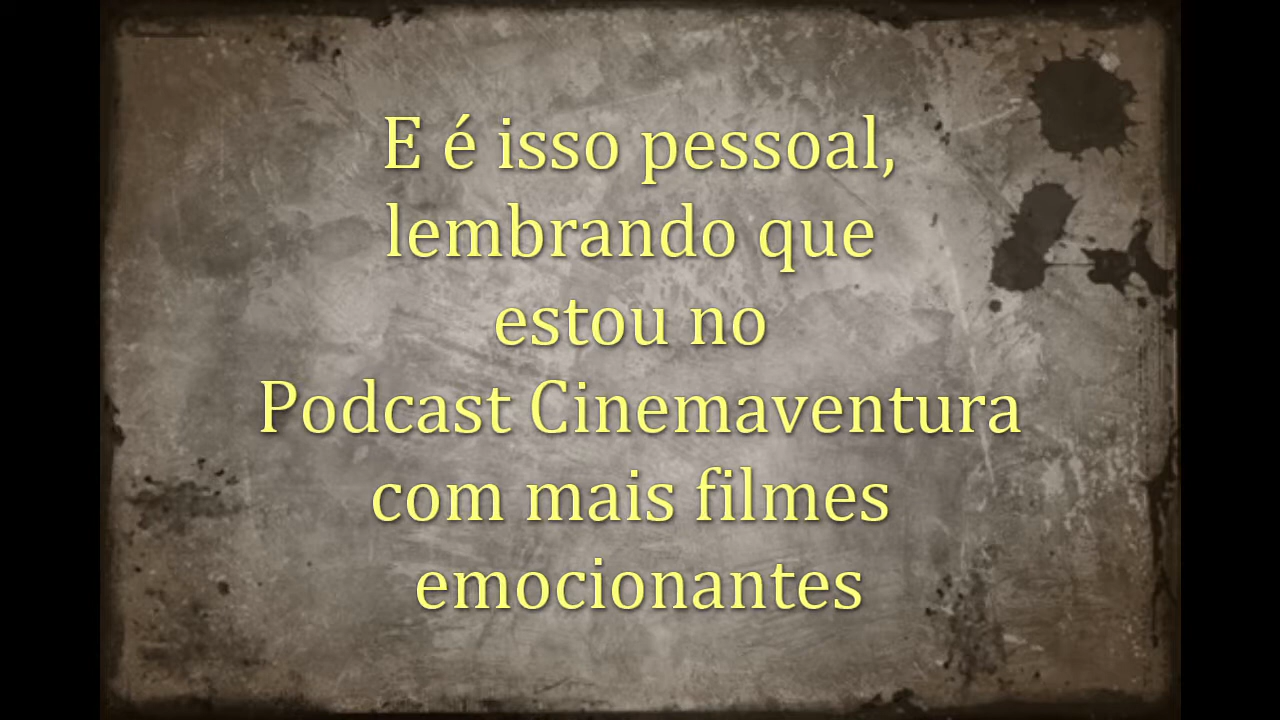 E é isso pessoal,
lembrando que
estou no
Podcast Cinemaventura
com mais filmes
emocionantes